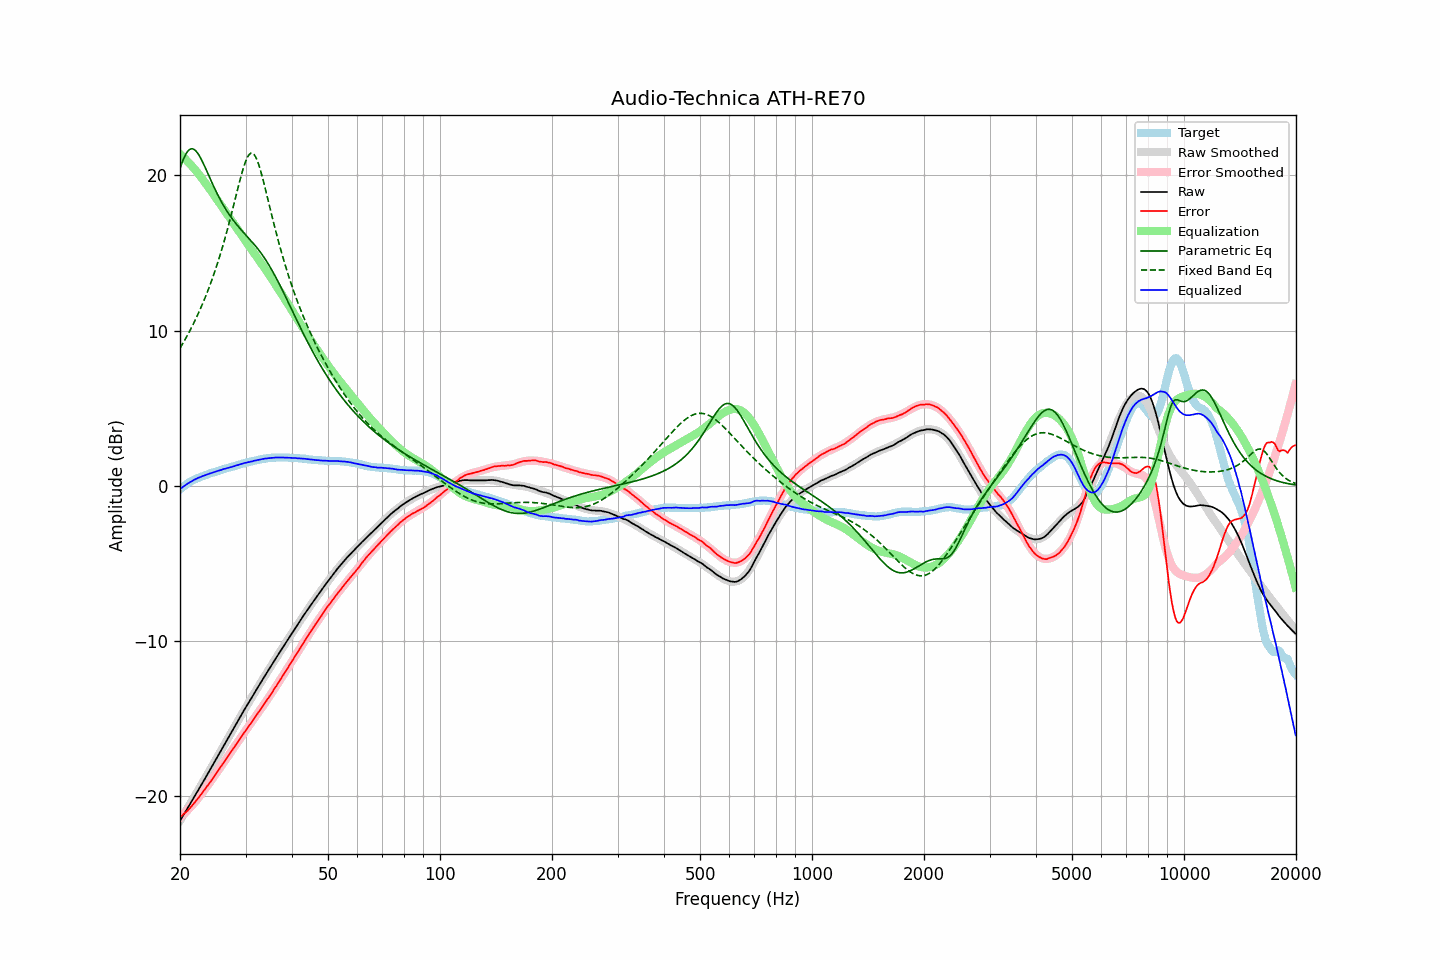 Audio-Technica ATH-RE70
Target
Raw Smoothed
Error Smoothed
Raw
Error
Equalization
Parametric Eq
Fixed Band Eq
Equalized
Amplitude (dBr)
20
10
0
−10
−20
20 50 100 200 500 1000 2000 5000 10000 20000
Frequency (Hz)